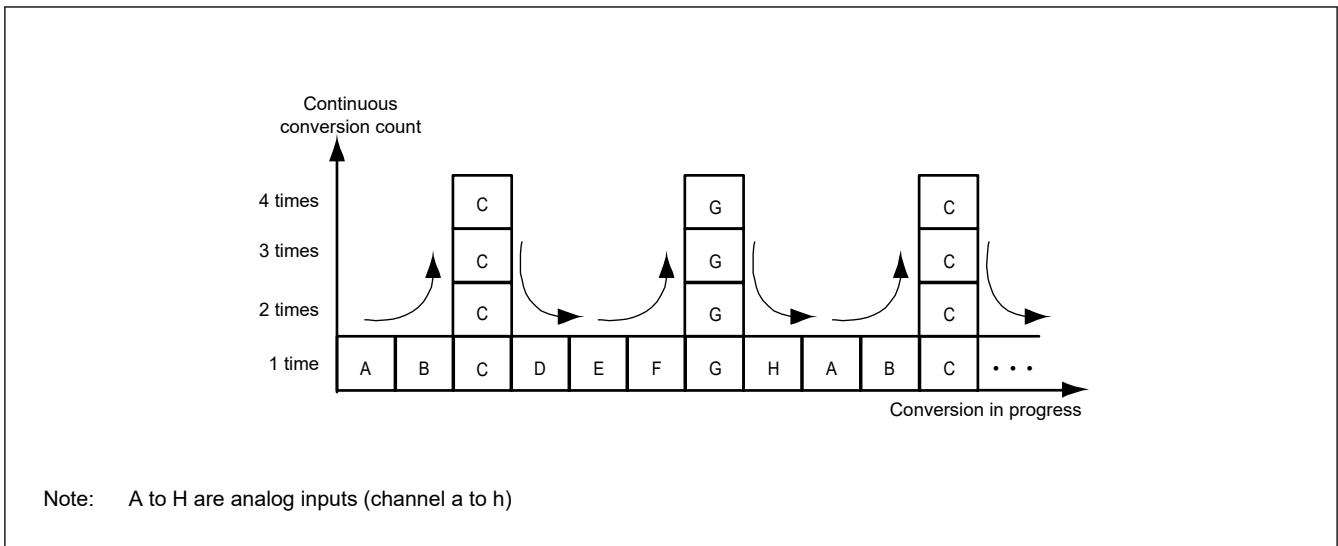 Continuous
conversion count
4 times C G C
3 times C G C
2 times C G C
1 time A B C D E F G H A B C • • •
Conversion in progress
Note: A to H are analog inputs (channel a to h)